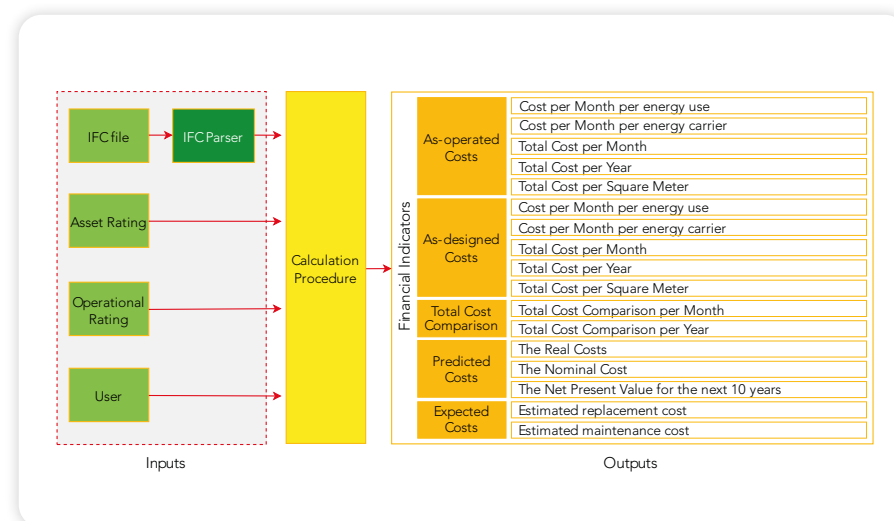 IFC file
IFC Parser
Asset Rating
Operational
Rating
User
Inputs
Calculation
Procedure
Financial Indicators
As-operated
Costs
Cost per Month per energy use
Cost per Month per energy carrier
Total Cost per Month
Total Cost per Year
Total Cost per Square Meter
As-designed
Costs
Cost per Month per energy use
Cost per Month per energy carrier
Total Cost per Month
Total Cost per Year
Total Cost per Square Meter
Total Cost
Comparison
Total Cost Comparison per Month
Total Cost Comparison per Year
Predicted
Costs
The Real Costs
The Nominal Cost
The Net Present Value for the next 10 years
Expected
Costs
Estimated replacement cost
Estimated maintenance cost
Outputs